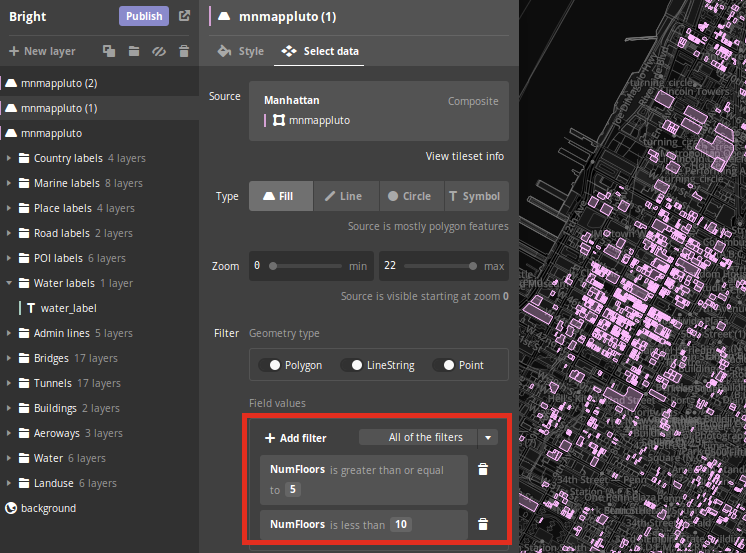 Bright
Publish
New layer
mnmappluto (2)
mnmappluto (1)
mnmappluto
Country labels 4 layers
Marine labels 8 layers
Place labels 4 layers
Road labels 2 layers
POI labels 6 layers
Water labels 1 layer
water_label
Admin lines 5 layers
Bridges 17 layers
Tunnels 17 layers
Buildings 2 layers
Aeroways 3 layers
Water 6 layers
Landuse 6 layers
background
mnmappluto (1)
Style
Select data
Source
Manhattan
Composite
mnmappluto
View tileset info
Type
Fill
Line
Circle
Symbol
Source is mostly polygon features
Zoom
0
min
22
max
Source is visible starting at zoom 0
Filter
Geometry type
Polygon
LineString
Point
Field values
Add filter
All of the filters
NumFloors is greater than or equal
to 5
NumFloors is less than 10
turning_circle
Lincoln Towers
turning_circle
34th Street